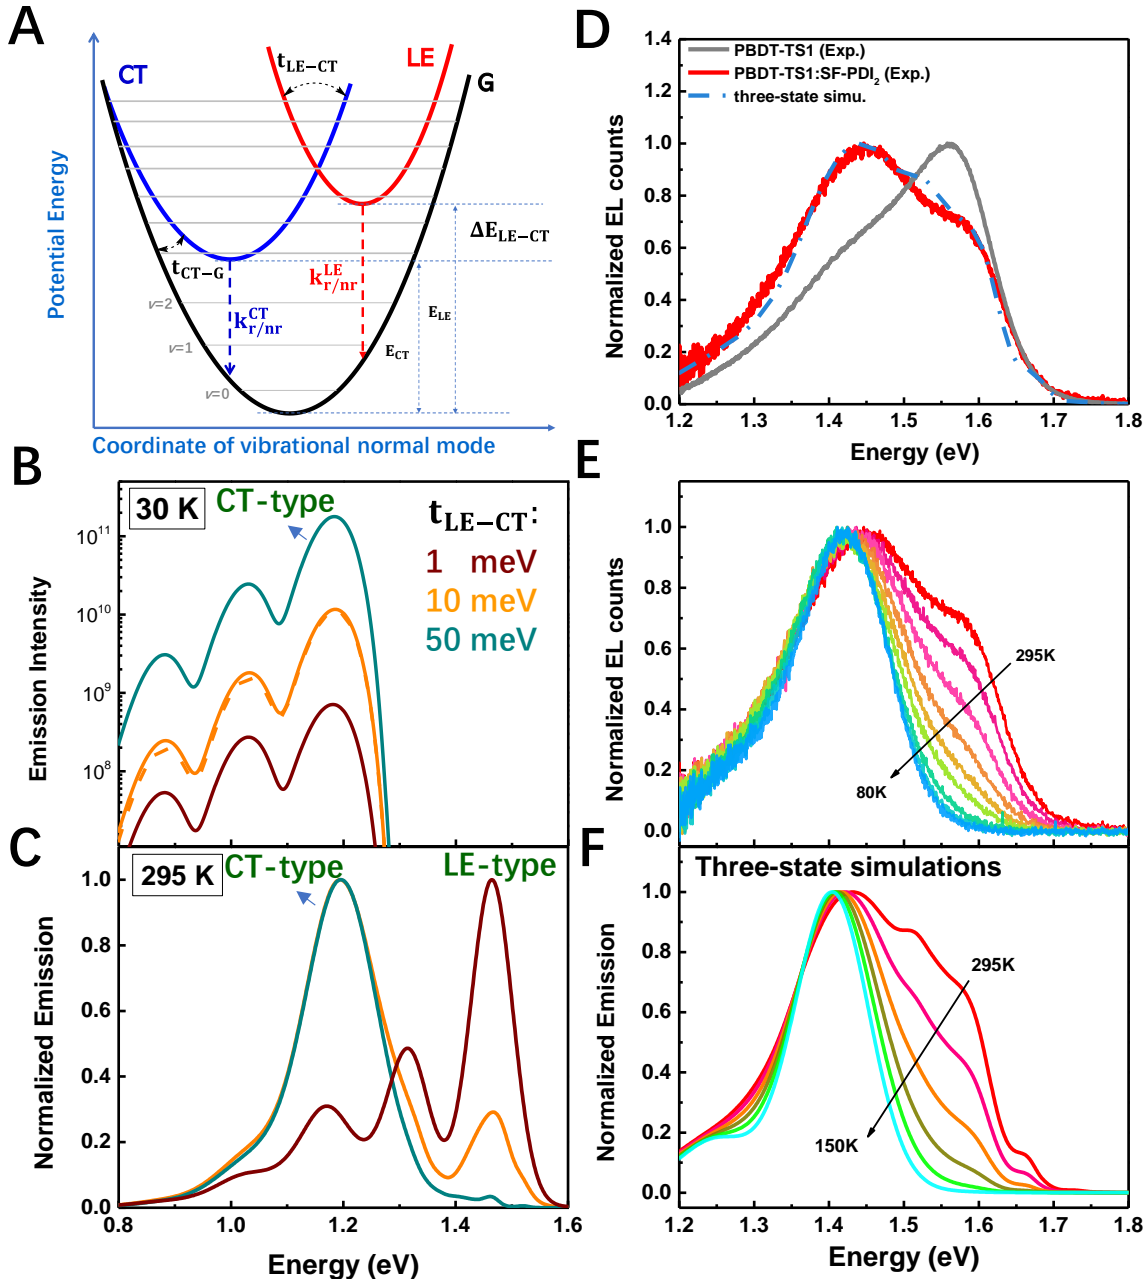 A
CT
t_LE−CT
LE
G
Potential Energy
ΔE_LE−CT
t_CT−G
k^LE_r/nr
v=2
k^CT_r/nr
E_LE
v=1
E_CT
v=0
Coordinate of vibrational normal mode
B
30 K
CT-type
t_LE−CT:
1 meV
10 meV
50 meV
10^11
10^10
10^9
10^8
Emission Intensity
C
295 K
CT-type
LE-type
1.0
0.8
0.6
0.4
0.2
0.0
Normalized Emission
0.8 1.0 1.2 1.4 1.6
Energy (eV)
D
PBDT-TS1 (Exp.)
PBDT-TS1:SF-PDI₂ (Exp.)
three-state simu.
1.4
1.2
1.0
0.8
0.6
0.4
0.2
0.0
Normalized EL counts
1.2 1.3 1.4 1.5 1.6 1.7 1.8
Energy (eV)
E
1.0
0.8
0.6
0.4
0.2
0.0
Normalized EL counts
295K
80K
F
Three-state simulations
1.0
0.8
0.6
0.4
0.2
0.0
Normalized Emission
295K
150K
1.2 1.3 1.4 1.5 1.6 1.7 1.8
Energy (eV)